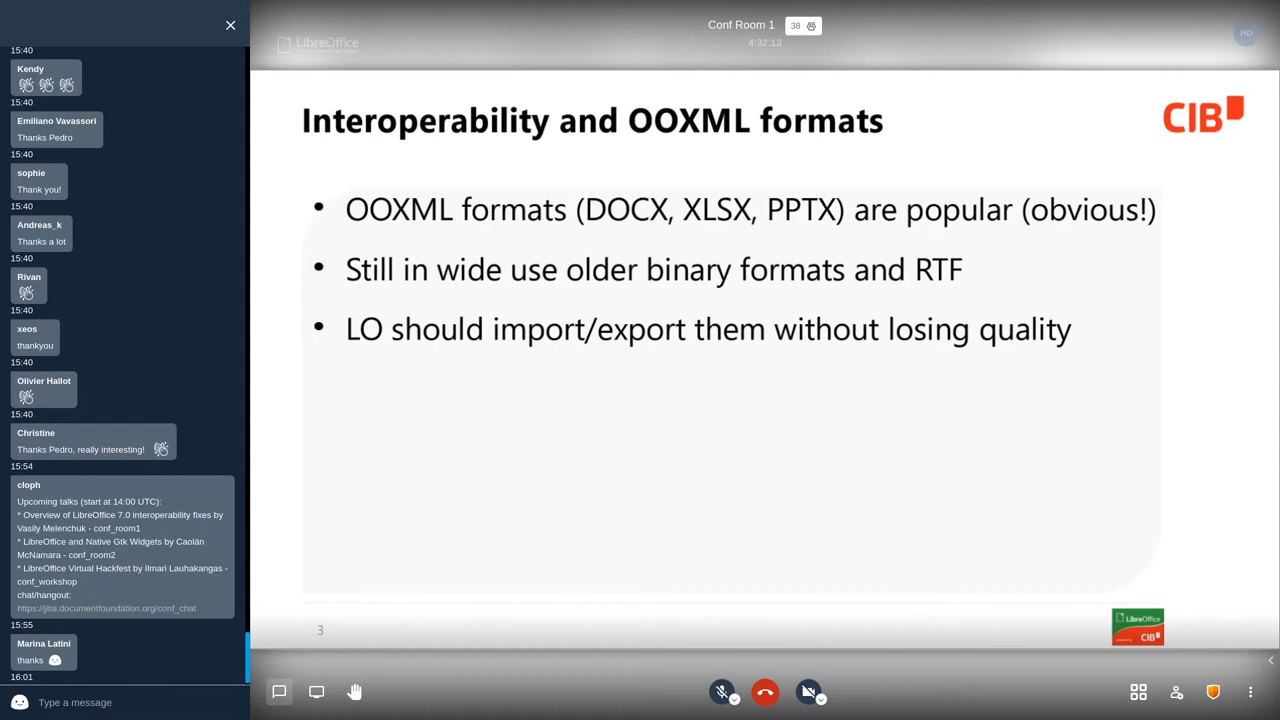 15:40
Kendy
15:40
Emiliano Vavassori
Thanks Pedro
15:40
sophie
Thank you!
15:40
Andreas_k
Thanks a lot
15:40
Rivan
15:40
xeos
thankyou
15:40
Olivier Hallot
15:40
Christine
Thanks Pedro, really interesting!
15:54
cloph
Upcoming talks (start at 14:00 UTC):
* Overview of LibreOffice 7.0 interoperability fixes by
Vasily Melenchuk - conf_room1
* LibreOffice and Native Gtk Widgets by Caolán
McNamara - conf_room2
* LibreOffice Virtual Hackfest by Ilmari Lauhakangas -
conf_workshop
chat/hangout:
https://jitsi.documentfoundation.org/conf_chat
15:55
Marina Latini
thanks
16:01
Type a message
Conf Room 1 38
4:32:13
LibreOffice
HD
Interoperability and OOXML formats
CIB
• OOXML formats (DOCX, XLSX, PPTX) are popular (obvious!)
• Still in wide use older binary formats and RTF
• LO should import/export them without losing quality
3
LibreOffice
CIB